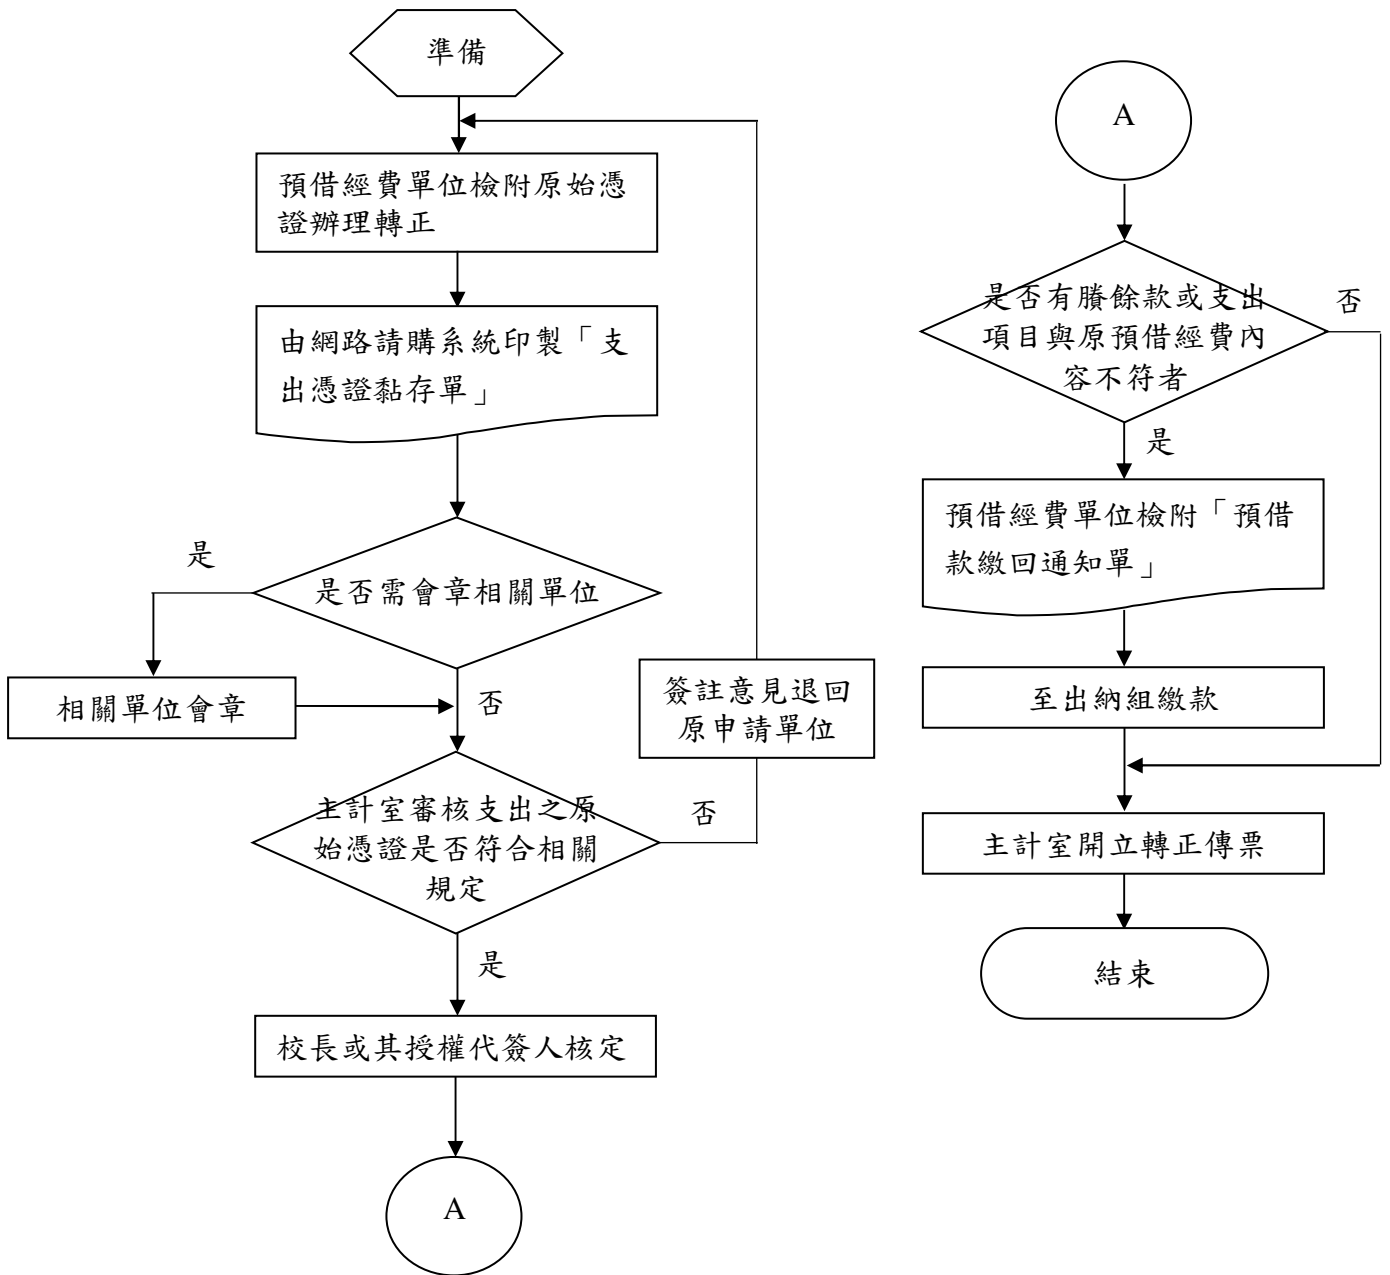 準備
預借經費單位檢附原始憑
證辦理轉正
由網路請購系統印製「支
出憑證黏存單」
是
是否需會章相關單位
相關單位會章
否
簽註意見退回
原申請單位
主計室審核支出之原
始憑證是否符合相關
規定
否
是
校長或其授權代簽人核定
A
A
是否有賸餘款或支出
項目與原預借經費內
容不符者
否
是
預借經費單位檢附「預借
款繳回通知單」
至出納組繳款
主計室開立轉正傳票
結束